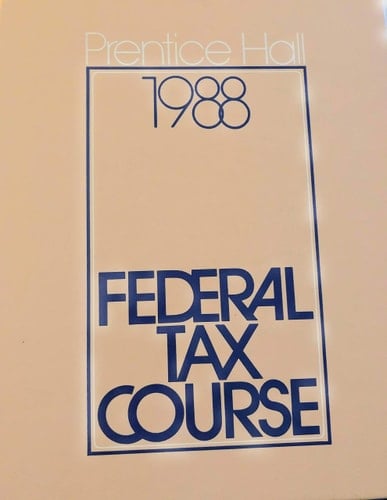 Prentice Hall
1988
FEDERAL
TAX
COURSE